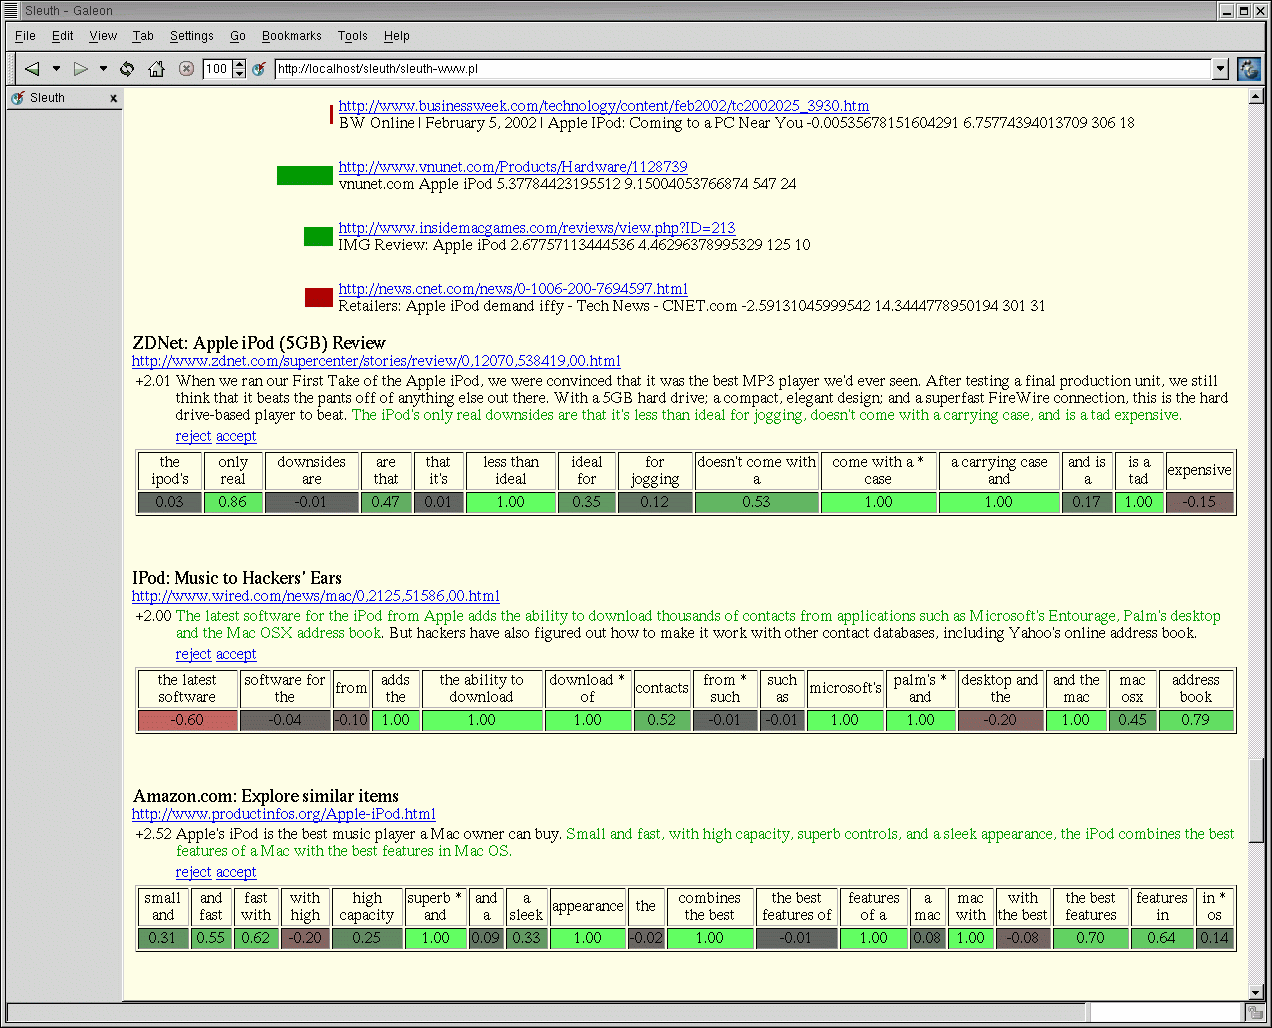 Sleuth - Galeon
File Edit View Tab Settings Go Bookmarks Tools Help
100 http://localhost/sleuth/sleuth-www.pl
Sleuth x
http://www.businessweek.com/technology/content/feb2002/tc2002025_3930.htm
BW Online | February 5, 2002 | Apple IPod: Coming to a PC Near You -0.00535678151604291 6.75774394013709 306 18
http://www.vnunet.com/Products/Hardware/1128739
vnunet.com Apple iPod 5.37784423195512 9.15004053766874 547 24
http://www.insidemacgames.com/reviews/view.php?ID=213
IMG Review: Apple iPod 2.67757113444536 4.46296378995329 125 10
http://news.cnet.com/news/0-1006-200-7694597.html
Retailers: Apple iPod demand iffy - Tech News - CNET.com -2.59131045999542 14.3444778950194 301 31
ZDNet: Apple iPod (5GB) Review
http://www.zdnet.com/supercenter/stories/review/0,12070,538419,00.html
+2.01 When we ran our First Take of the Apple iPod, we were convinced that it was the best MP3 player we'd ever seen. After testing a final production unit, we still
think that it beats the pants off of anything else out there. With a 5GB hard drive; a compact, elegant design; and a superfast FireWire connection, this is the hard
drive-based player to beat. The iPod's only real downsides are that it's less than ideal for jogging, doesn't come with a carrying case, and is a tad expensive.
reject accept
the ipod's only real downsides are are that that it's less than ideal ideal for for jogging doesn't come with a come with a * case a carrying case and and is a is a tad expensive
0.03 0.86 -0.01 0.47 0.01 1.00 0.35 0.12 0.53 1.00 1.00 0.17 1.00 -0.15
IPod: Music to Hackers' Ears
http://www.wired.com/news/mac/0,2125,51586,00.html
+2.00 The latest software for the iPod from Apple adds the ability to download thousands of contacts from applications such as Microsoft's Entourage, Palm's desktop
and the Mac OSX address book. But hackers have also figured out how to make it work with other contact databases, including Yahoo's online address book.
reject accept
the latest software software for the from adds the the ability to download download * of contacts from * such such as microsoft's palm's * and desktop and the and the mac mac osx address book
-0.60 -0.04 -0.10 1.00 1.00 1.00 0.52 -0.01 -0.01 1.00 1.00 -0.20 1.00 0.45 0.79
Amazon.com: Explore similar items
http://www.productinfos.org/Apple-iPod.html
+2.52 Apple's iPod is the best music player a Mac owner can buy. Small and fast, with high capacity, superb controls, and a sleek appearance, the iPod combines the best
features of a Mac with the best features in Mac OS.
reject accept
small and and fast fast with with high high capacity superb * and and a a sleek appearance the combines the best the best features of features of a a mac mac with with the best the best features features in in * os
0.31 0.55 0.62 -0.20 0.25 1.00 0.09 0.33 1.00 -0.02 1.00 -0.01 1.00 0.08 1.00 -0.08 0.70 0.64 0.14